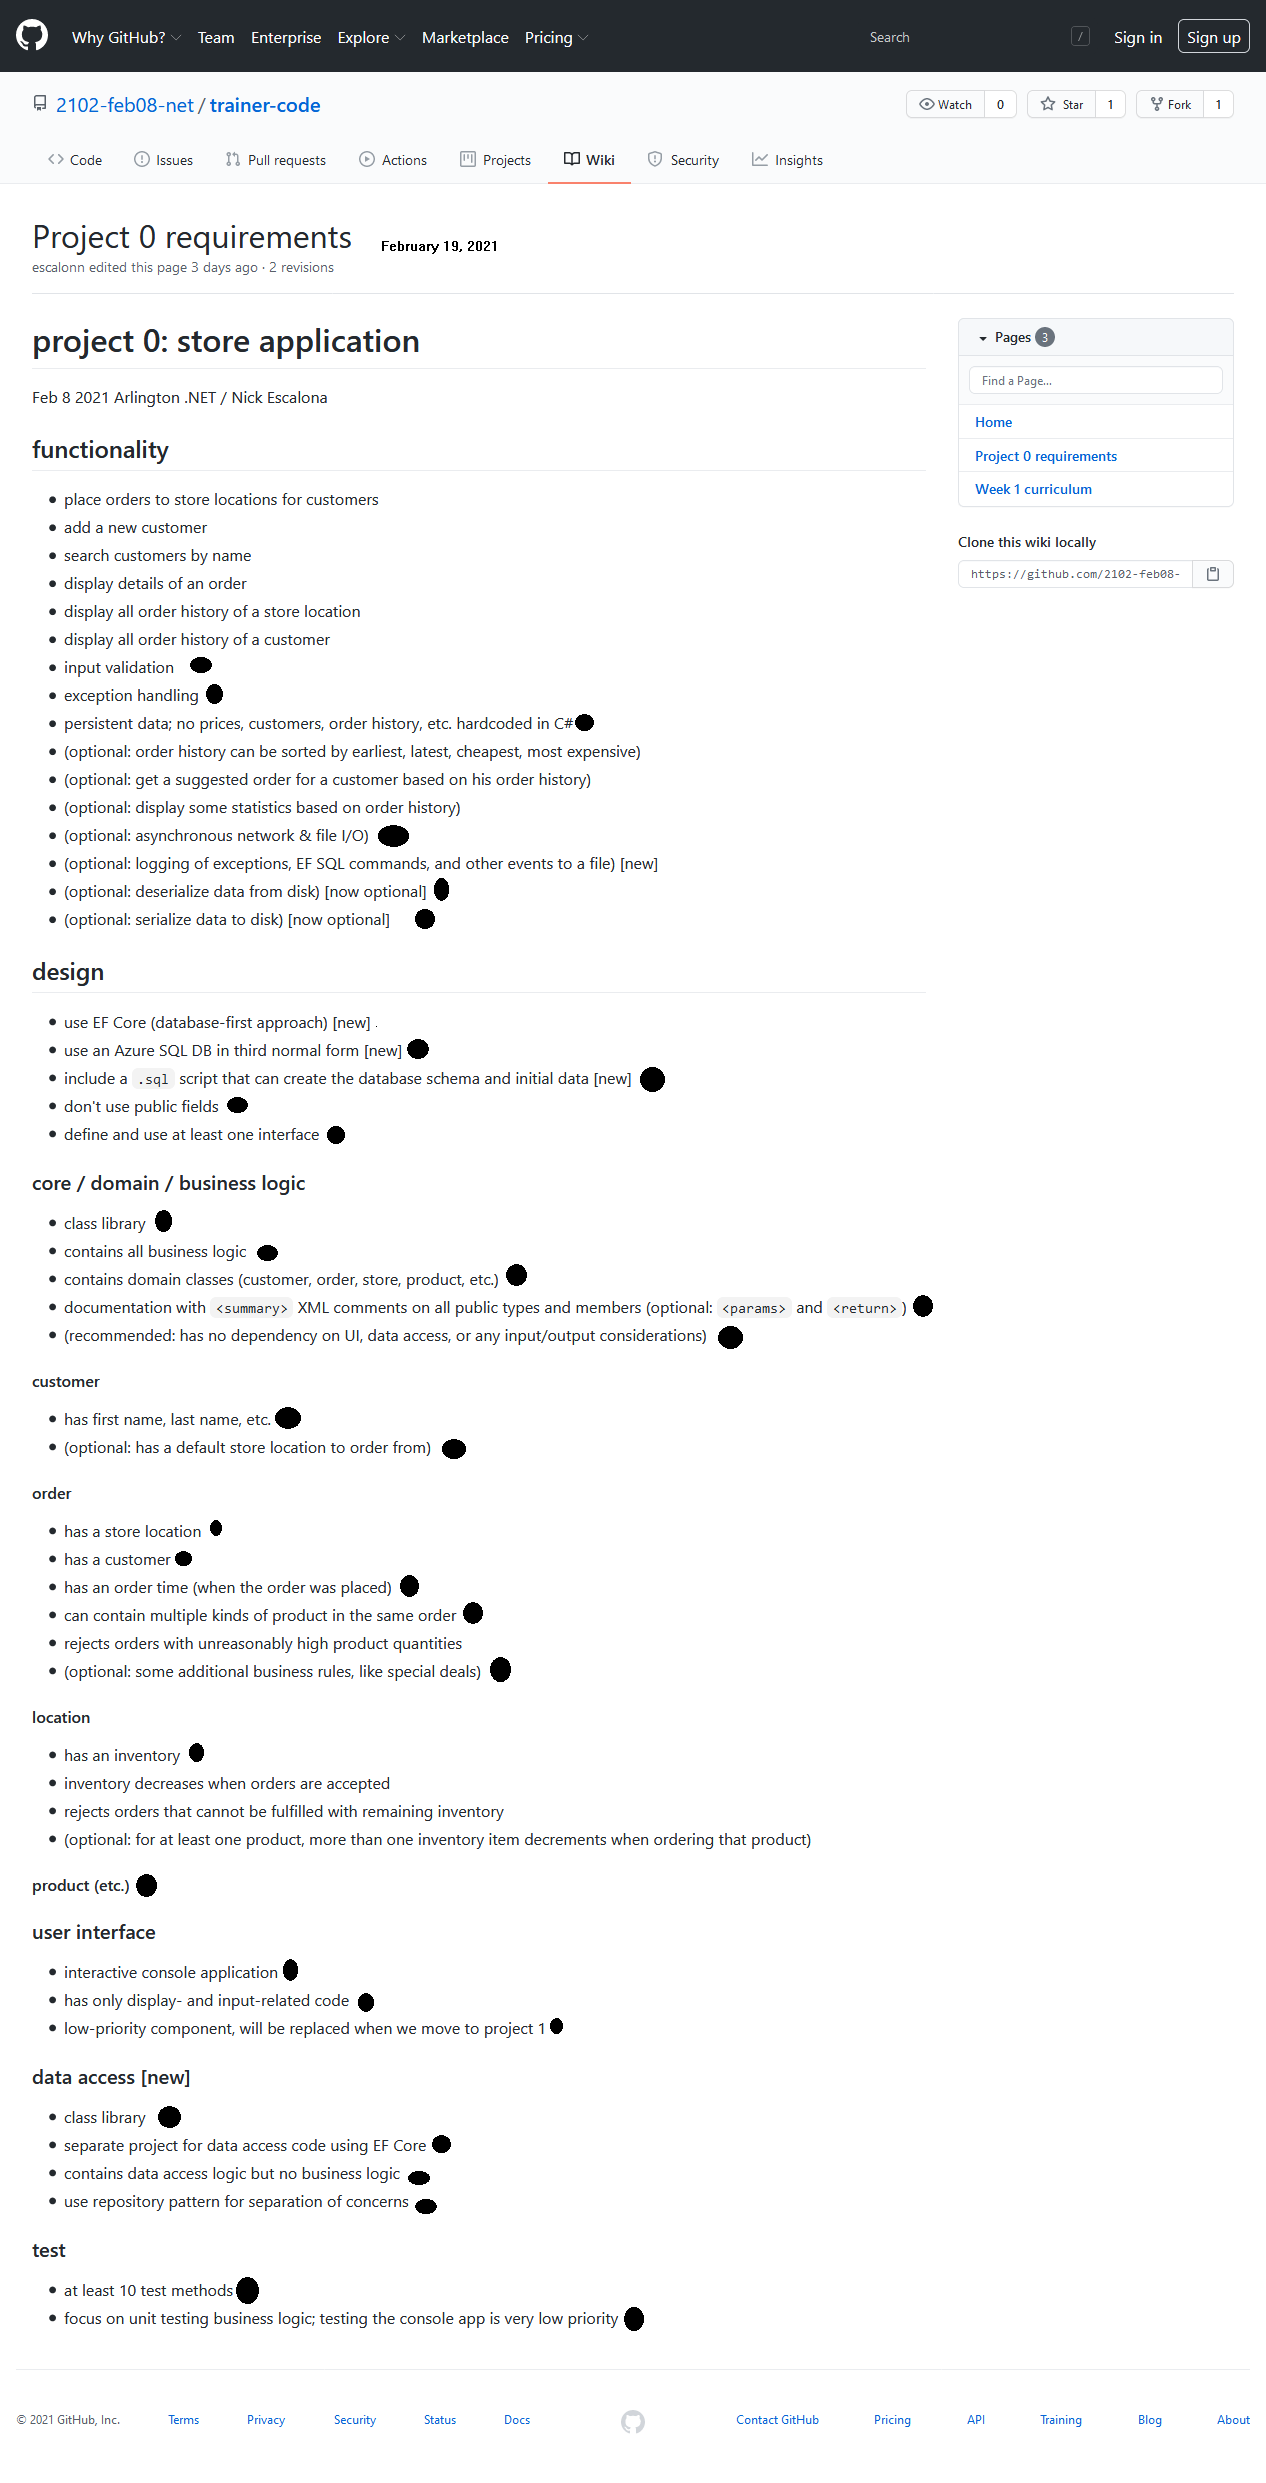 Why GitHub? Team Enterprise Explore Marketplace Pricing Search / Sign in Sign up
2102-feb08-net / trainer-code Watch 0 Star 1 Fork 1
Code Issues Pull requests Actions Projects Wiki Security Insights
Project 0 requirements February 19, 2021
escalonn edited this page 3 days ago · 2 revisions
project 0: store application
Feb 8 2021 Arlington .NET / Nick Escalona
functionality
place orders to store locations for customers
add a new customer
search customers by name
display details of an order
display all order history of a store location
display all order history of a customer
input validation
exception handling
persistent data; no prices, customers, order history, etc. hardcoded in C#
(optional: order history can be sorted by earliest, latest, cheapest, most expensive)
(optional: get a suggested order for a customer based on his order history)
(optional: display some statistics based on order history)
(optional: asynchronous network & file I/O)
(optional: logging of exceptions, EF SQL commands, and other events to a file) [new]
(optional: deserialize data from disk) [now optional]
(optional: serialize data to disk) [now optional]
design
use EF Core (database-first approach) [new] .
use an Azure SQL DB in third normal form [new]
include a .sql script that can create the database schema and initial data [new]
don't use public fields
define and use at least one interface
core / domain / business logic
class library
contains all business logic
contains domain classes (customer, order, store, product, etc.)
documentation with <summary> XML comments on all public types and members (optional: <params> and <return>)
(recommended: has no dependency on UI, data access, or any input/output considerations)
customer
has first name, last name, etc.
(optional: has a default store location to order from)
order
has a store location
has a customer
has an order time (when the order was placed)
can contain multiple kinds of product in the same order
rejects orders with unreasonably high product quantities
(optional: some additional business rules, like special deals)
location
has an inventory
inventory decreases when orders are accepted
rejects orders that cannot be fulfilled with remaining inventory
(optional: for at least one product, more than one inventory item decrements when ordering that product)
product (etc.)
user interface
interactive console application
has only display- and input-related code
low-priority component, will be replaced when we move to project 1
data access [new]
class library
separate project for data access code using EF Core
contains data access logic but no business logic
use repository pattern for separation of concerns
test
at least 10 test methods
focus on unit testing business logic; testing the console app is very low priority
Pages 3
Find a Page...
Home
Project 0 requirements
Week 1 curriculum
Clone this wiki locally
https://github.com/2102-feb08-
© 2021 GitHub, Inc. Terms Privacy Security Status Docs Contact GitHub Pricing API Training Blog About